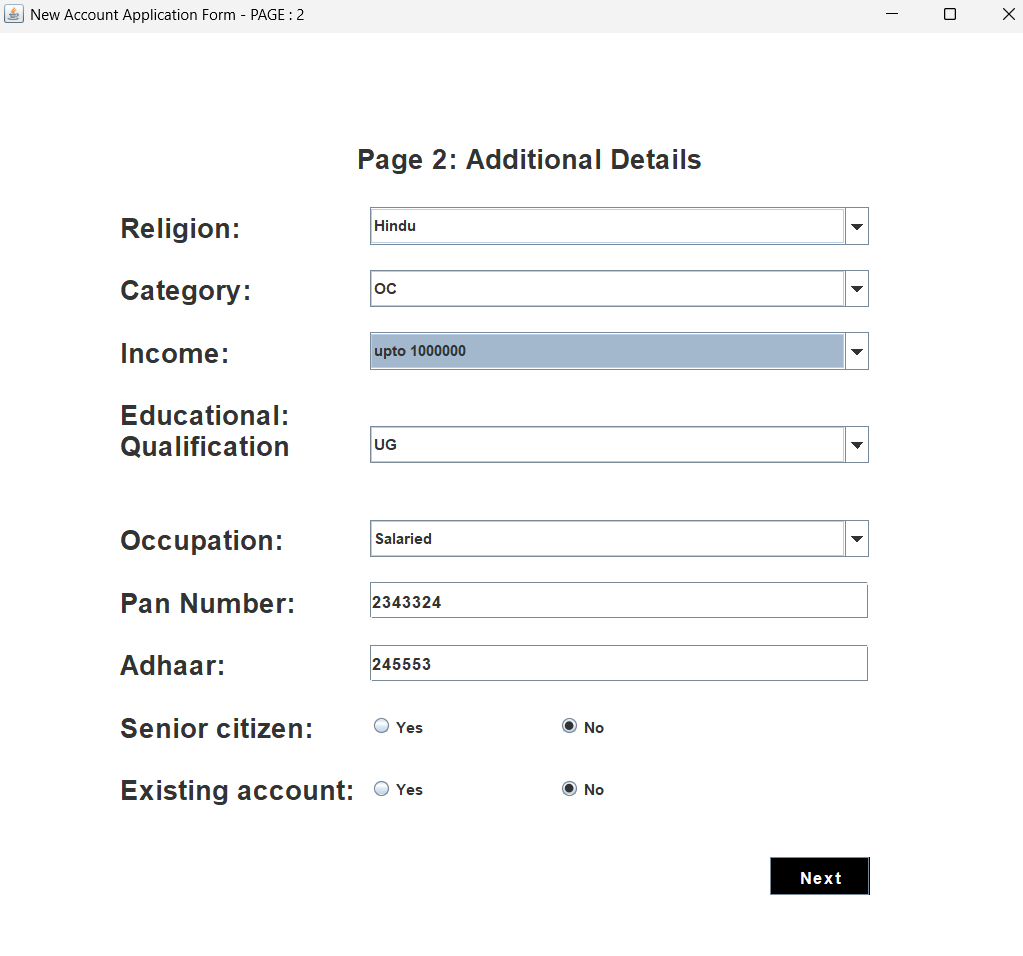 New Account Application Form - PAGE : 2
Page 2: Additional Details
Religion: Hindu
Category: OC
Income: upto 1000000
Educational:
Qualification UG
Occupation: Salaried
Pan Number: 2343324
Adhaar: 245553
Senior citizen: Yes No
Existing account: Yes No
Next